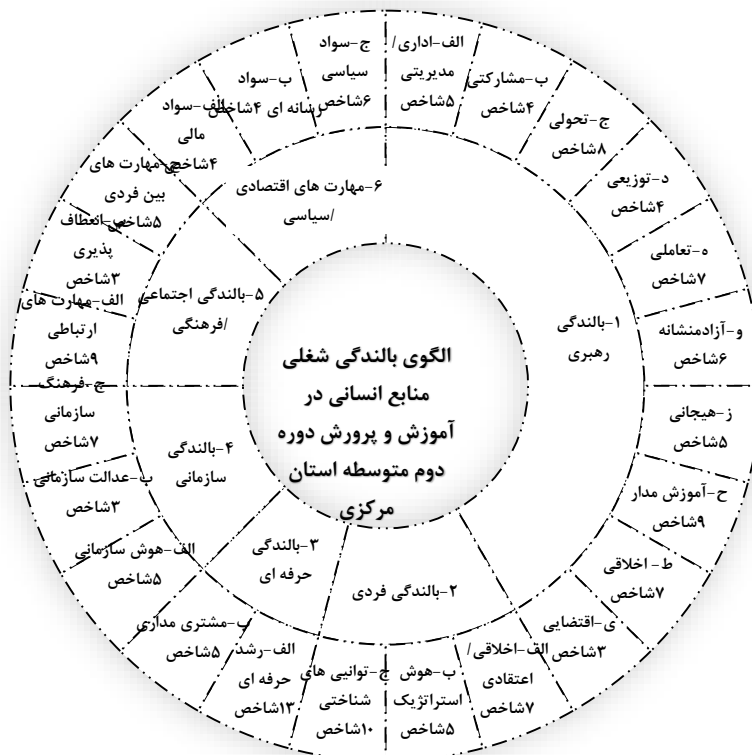 الگوی بالندگی شغلی
منابع انسانی در
آموزش و پرورش دوره
دوم متوسطه استان
مرکزی
۱-بالندگی
رهبری
الف-اداری/
مدیریتی
۵شاخص
ب-مشارکتی
۴شاخص
ج-تحولی
۸شاخص
د-توزیعی
۴شاخص
ه-تعاملی
۷شاخص
و-آزادمنشانه
۶شاخص
ز-هیجانی
۵شاخص
ح-آموزش مدار
۹شاخص
ط- اخلاقی
۷شاخص
ی-اقتضایی
۳شاخص
۲-بالندگی فردی
الف-اخلاقی/
اعتقادی
۷شاخص
ب-هوش
استراتژیک
۵شاخص
ج-توانیی های
شناختی
۱۰شاخص
۳-بالندگی
حرفه ای
الف-رشد
حرفه ای
۱۳شاخص
ب-مشتری مداری
۵شاخص
۴-بالندگی
سازمانی
الف-هوش سازمانی
۵شاخص
ب-عدالت سازمانی
۳شاخص
ج-فرهنگ
سازمانی
۷شاخص
۵-بالندگی اجتماعی
/فرهنگی
الف-مهارت های
ارتباطی
۹شاخص
ب-انعطاف
پذیری
۳شاخص
ج-مهارت های
بین فردی
۵شاخص
۶-مهارت های اقتصادی
/سیاسی
الف-سواد
مالی
۴شاخص
ب-سواد
رسانه ای ۴شاخص
ج-سواد
سیاسی
۶شاخص